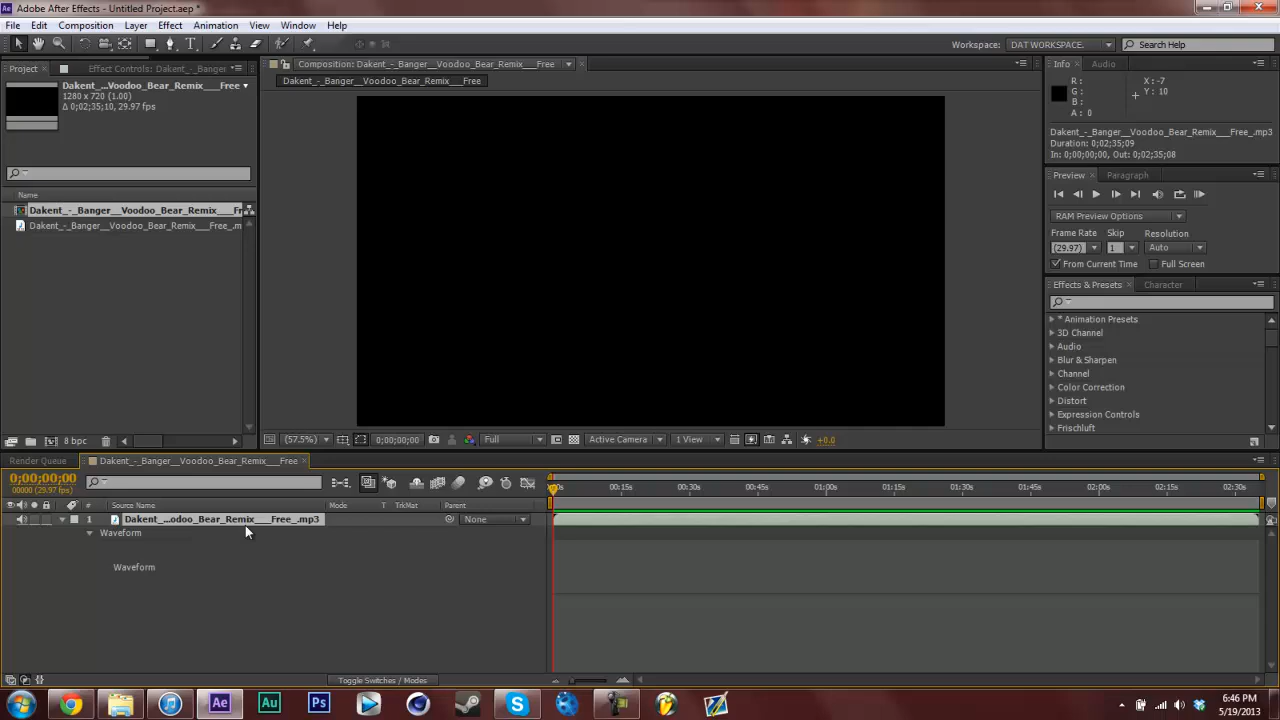 Adobe After Effects - Untitled Project.aep *
File Edit Composition Layer Effect Animation View Window Help
Workspace: DAT WORKSPACE. Search Help
Project Effect Controls: Dakent_-_Banger
Dakent_...Voodoo_Bear_Remix___Free
1280 x 720 (1.00)
Δ 0;02;35;10, 29.97 fps
Name
Dakent_-_Banger__Voodoo_Bear_Remix___Fr
Dakent_-_Banger__Voodoo_Bear_Remix___Free_.m
8 bpc
Composition: Dakent_-_Banger__Voodoo_Bear_Remix___Free
Dakent_-_Banger__Voodoo_Bear_Remix___Free
(57.5%) 0;00;00;00 Full Active Camera 1 View +0.0
Info Audio
R : X : -7
G : Y : 10
B :
A : 0
Dakent_-_Banger__Voodoo_Bear_Remix___Free_.mp3
Duration: 0;02;35;09
In: 0;00;00;00, Out: 0;02;35;08
Preview Paragraph
RAM Preview Options
Frame Rate Skip Resolution
(29.97) 1 Auto
From Current Time Full Screen
Effects & Presets Character
* Animation Presets
3D Channel
Audio
Blur & Sharpen
Channel
Color Correction
Distort
Expression Controls
Frischluft
Render Queue Dakent_-_Banger__Voodoo_Bear_Remix___Free
0;00;00;00
00000 (29.97 fps)
00:15s 00:30s 00:45s 01:00s 01:15s 01:30s 01:45s 02:00s 02:15s 02:30s
# Source Name Mode T TrkMat Parent
1 Dakent_...odoo_Bear_Remix___Free_.mp3 None
Waveform
Waveform
Toggle Switches / Modes
Ae Au Ps
6:46 PM
5/19/2013